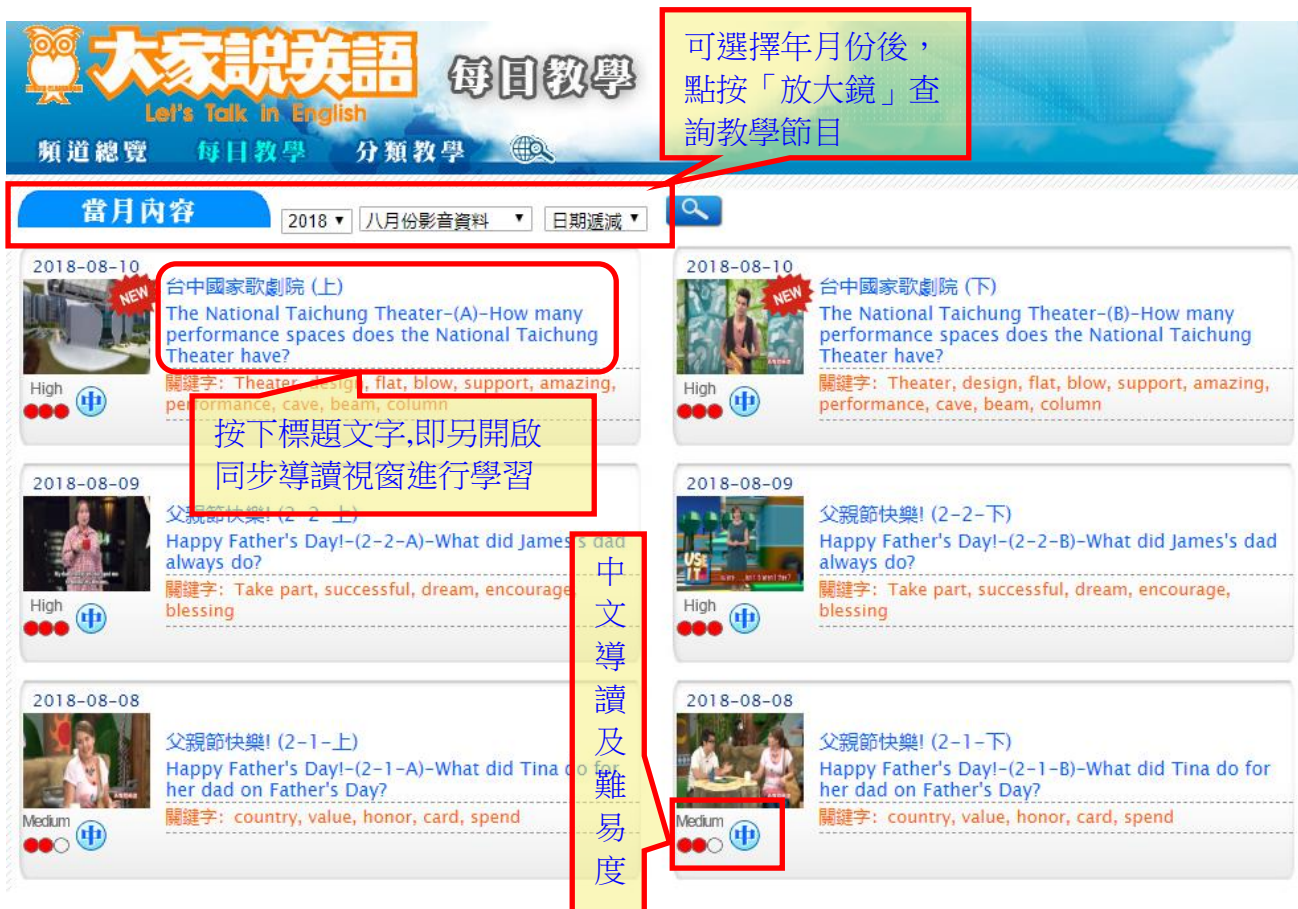 大家說英語
Let's Talk in English
每日教學
頻道總覽 每日教學 分類教學
可選擇年月份後，
點按「放大鏡」查
詢教學節目
當月內容
2018 八月份影音資料 日期遞減
2018-08-10
NEW
台中國家歌劇院 (上)
The National Taichung Theater-(A)-How many
performance spaces does the National Taichung
Theater have?
關鍵字: Theater, design, flat, blow, support, amazing,
performance, cave, beam, column
High
中
2018-08-10
NEW
台中國家歌劇院 (下)
The National Taichung Theater-(B)-How many
performance spaces does the National Taichung
Theater have?
關鍵字: Theater, design, flat, blow, support, amazing,
performance, cave, beam, column
High
中
按下標題文字,即另開啟
同步導讀視窗進行學習
2018-08-09
父親節快樂! (2-2-上)
Happy Father's Day!-(2-2-A)-What did James's dad
always do?
關鍵字: Take part, successful, dream, encourage,
blessing
High
中
2018-08-09
父親節快樂! (2-2-下)
Happy Father's Day!-(2-2-B)-What did James's dad
always do?
關鍵字: Take part, successful, dream, encourage,
blessing
High
中
USE
IT
中文導讀及難易度
2018-08-08
父親節快樂! (2-1-上)
Happy Father's Day!-(2-1-A)-What did Tina do for
her dad on Father's Day?
關鍵字: country, value, honor, card, spend
Medium
中
2018-08-08
父親節快樂! (2-1-下)
Happy Father's Day!-(2-1-B)-What did Tina do for
her dad on Father's Day?
關鍵字: country, value, honor, card, spend
Medium
中